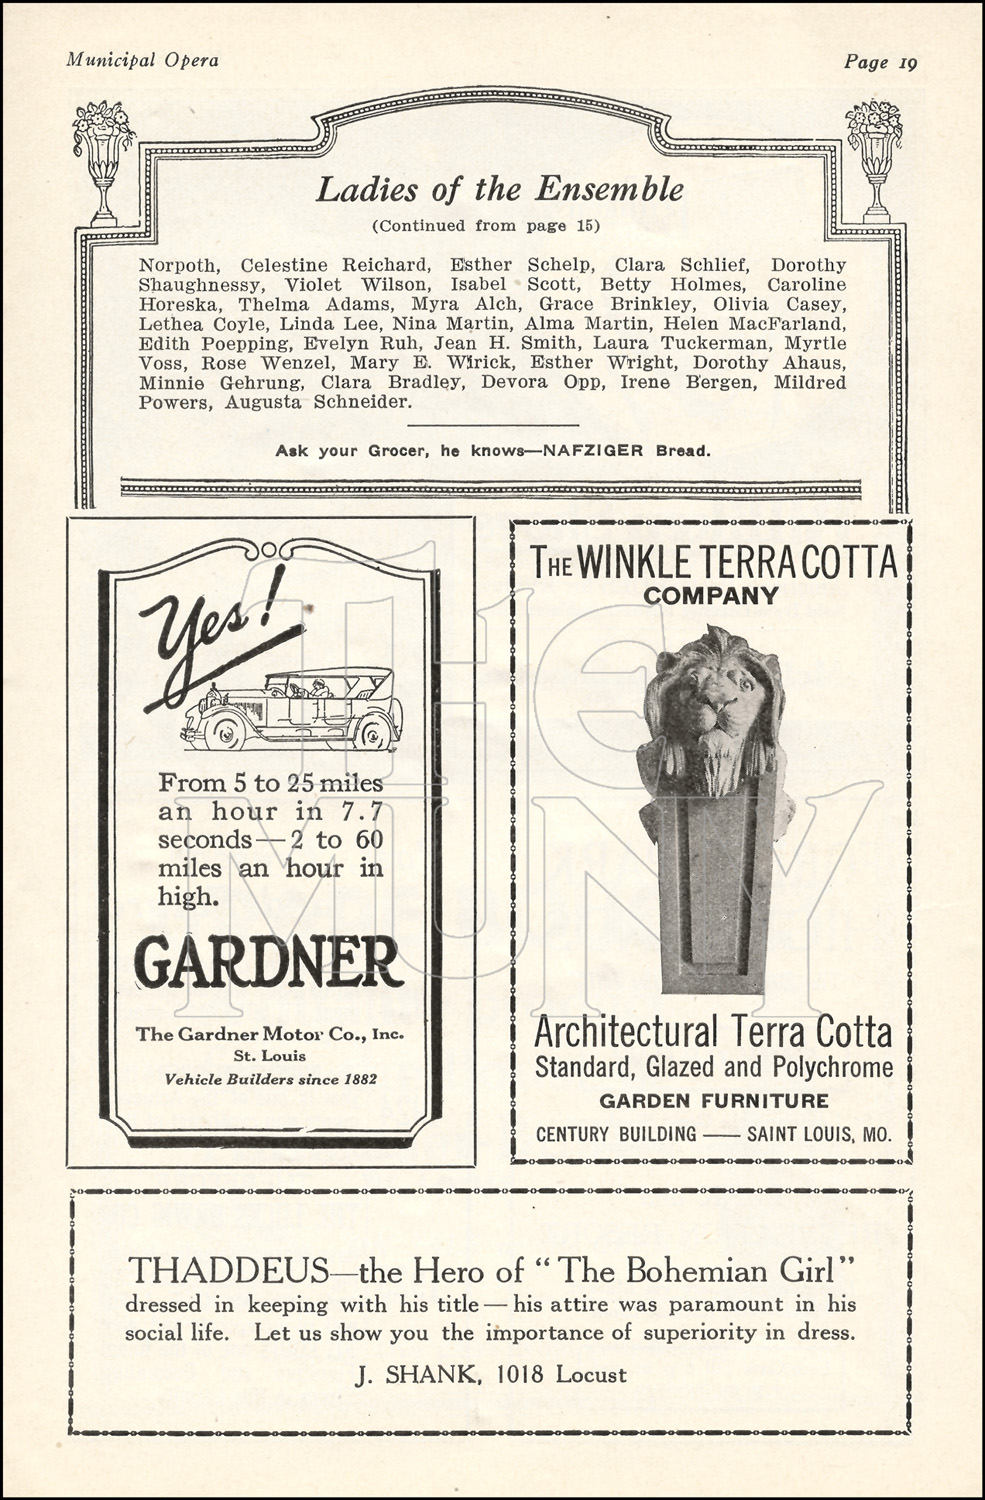 Municipal Opera
Page 19
Ladies of the Ensemble
(Continued from page 15)
Norpoth, Celestine Reichard, Esther Schelp, Clara Schlief, Dorothy
Shaughnessy, Violet Wilson, Isabel Scott, Betty Holmes, Caroline
Horeska, Thelma Adams, Myra Alch, Grace Brinkley, Olivia Casey,
Lethea Coyle, Linda Lee, Nina Martin, Alma Martin, Helen MacFarland,
Edith Poepping, Evelyn Ruh, Jean H. Smith, Laura Tuckerman, Myrtle
Voss, Rose Wenzel, Mary E. Wirick, Esther Wright, Dorothy Ahaus,
Minnie Gehrung, Clara Bradley, Devora Opp, Irene Bergen, Mildred
Powers, Augusta Schneider.
Ask your Grocer, he knows—NAFZIGER Bread.
Yes!
From 5 to 25 miles
an hour in 7.7
seconds—2 to 60
miles an hour in
high.
GARDNER
The Gardner Motor Co., Inc.
St. Louis
Vehicle Builders since 1882
THE WINKLE TERRA COTTA
COMPANY
Architectural Terra Cotta
Standard, Glazed and Polychrome
GARDEN FURNITURE
CENTURY BUILDING — SAINT LOUIS, MO.
THADDEUS—the Hero of "The Bohemian Girl"
dressed in keeping with his title—his attire was paramount in his
social life. Let us show you the importance of superiority in dress.
J. SHANK, 1018 Locust
THE
MUNY